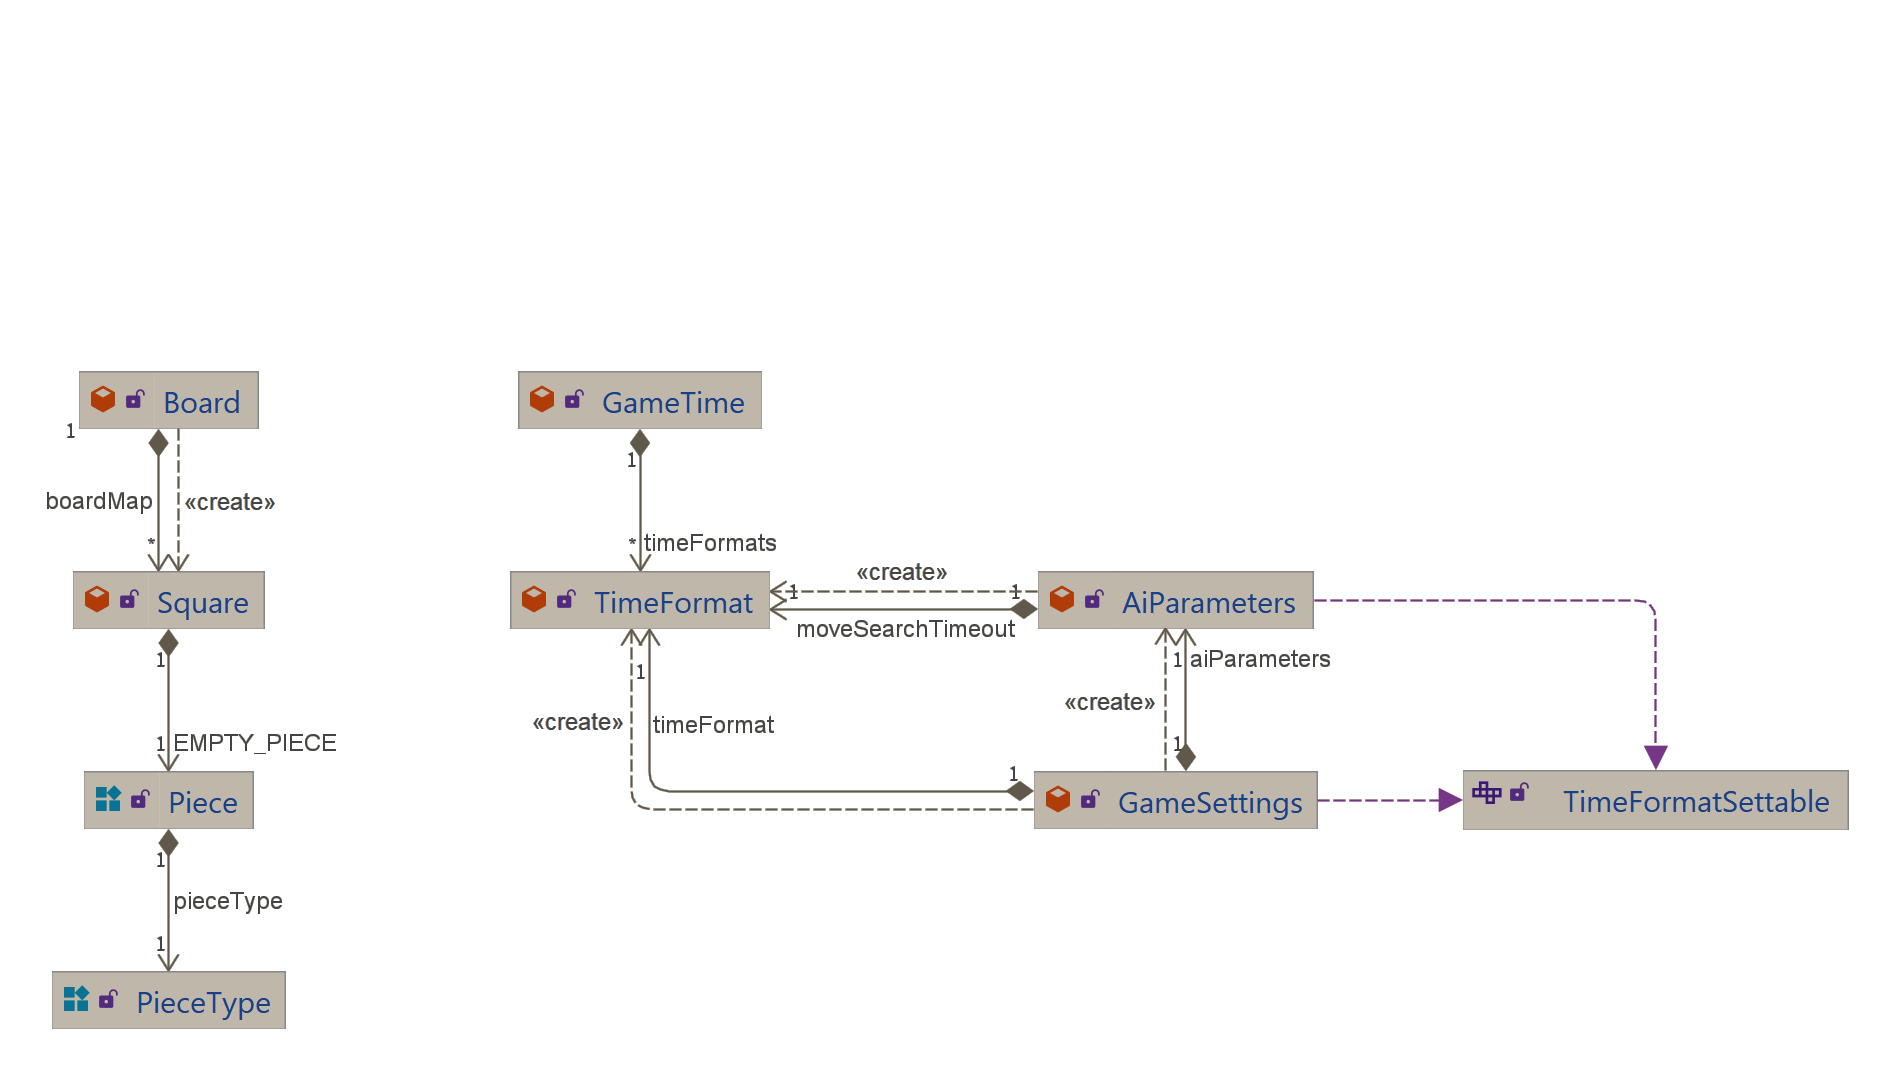 Board
GameTime
1
1
boardMap
«create»
*
* timeFormats
«create»
Square
TimeFormat
1
1
AiParameters
moveSearchTimeout
1
1
1 aiParameters
«create»
«create»
timeFormat
1 EMPTY_PIECE
1
1
Piece
GameSettings
TimeFormatSettable
1
pieceType
1
PieceType